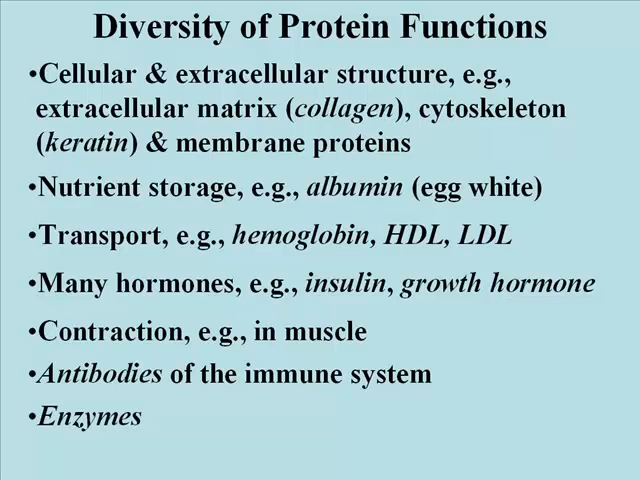 Diversity of Protein Functions
•Cellular & extracellular structure, e.g.,
extracellular matrix (collagen), cytoskeleton
(keratin) & membrane proteins
•Nutrient storage, e.g., albumin (egg white)
•Transport, e.g., hemoglobin, HDL, LDL
•Many hormones, e.g., insulin, growth hormone
•Contraction, e.g., in muscle
•Antibodies of the immune system
•Enzymes